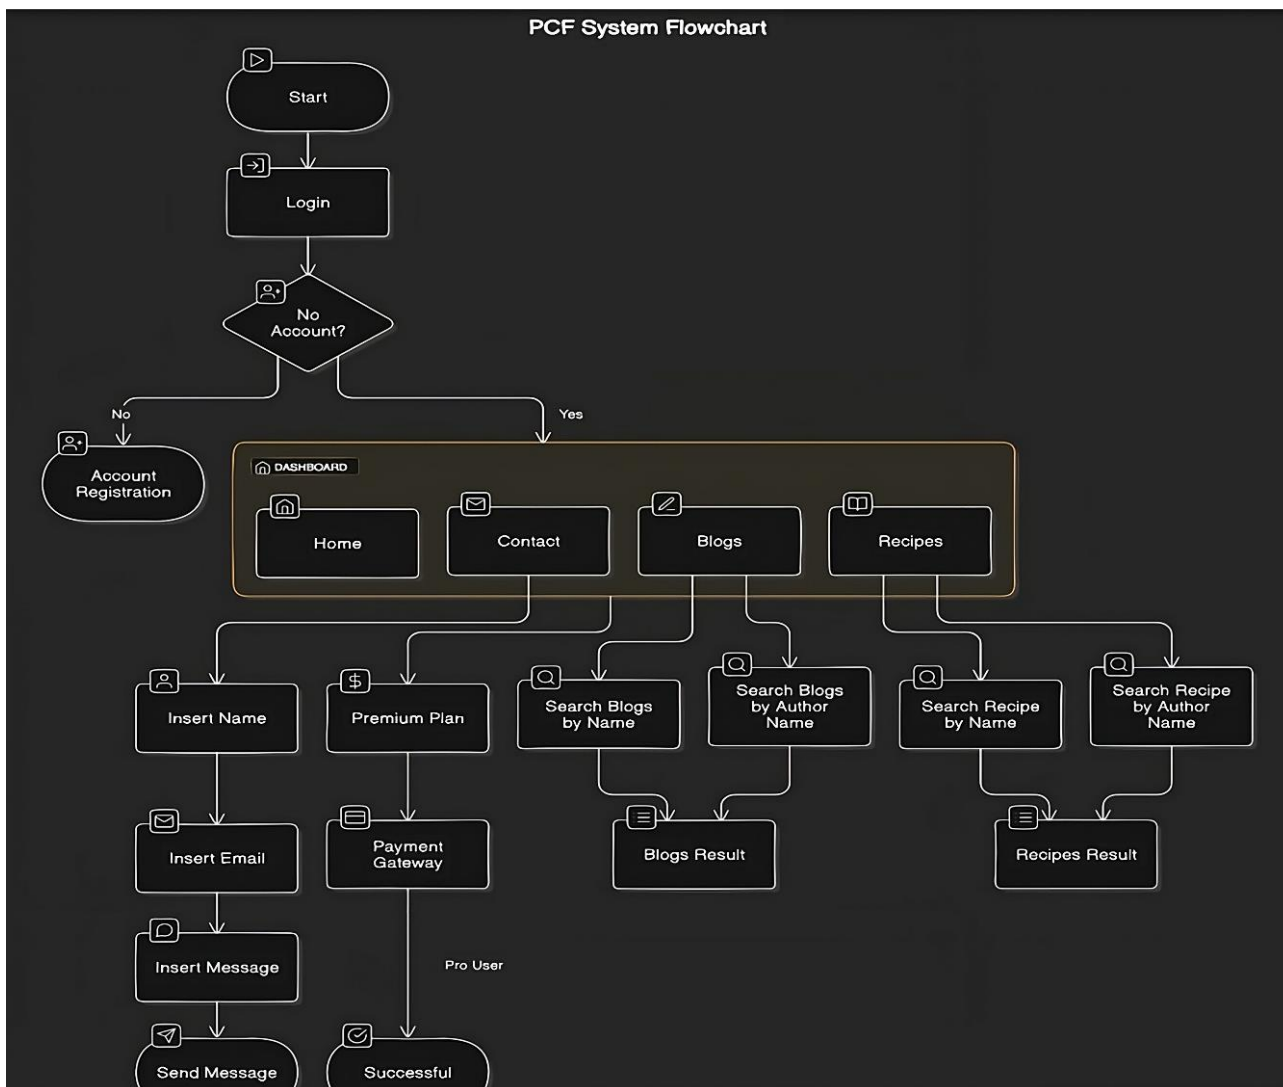 PCF System Flowchart
Start
Login
No
Account?
No
Yes
Account
Registration
DASHBOARD
Home
Contact
Blogs
Recipes
Insert Name
Premium Plan
Search Blogs
by Name
Search Blogs
by Author
Name
Search Recipe
by Name
Search Recipe
by Author
Name
Insert Email
Payment
Gateway
Blogs Result
Recipes Result
Insert Message
Pro User
Send Message
Successful